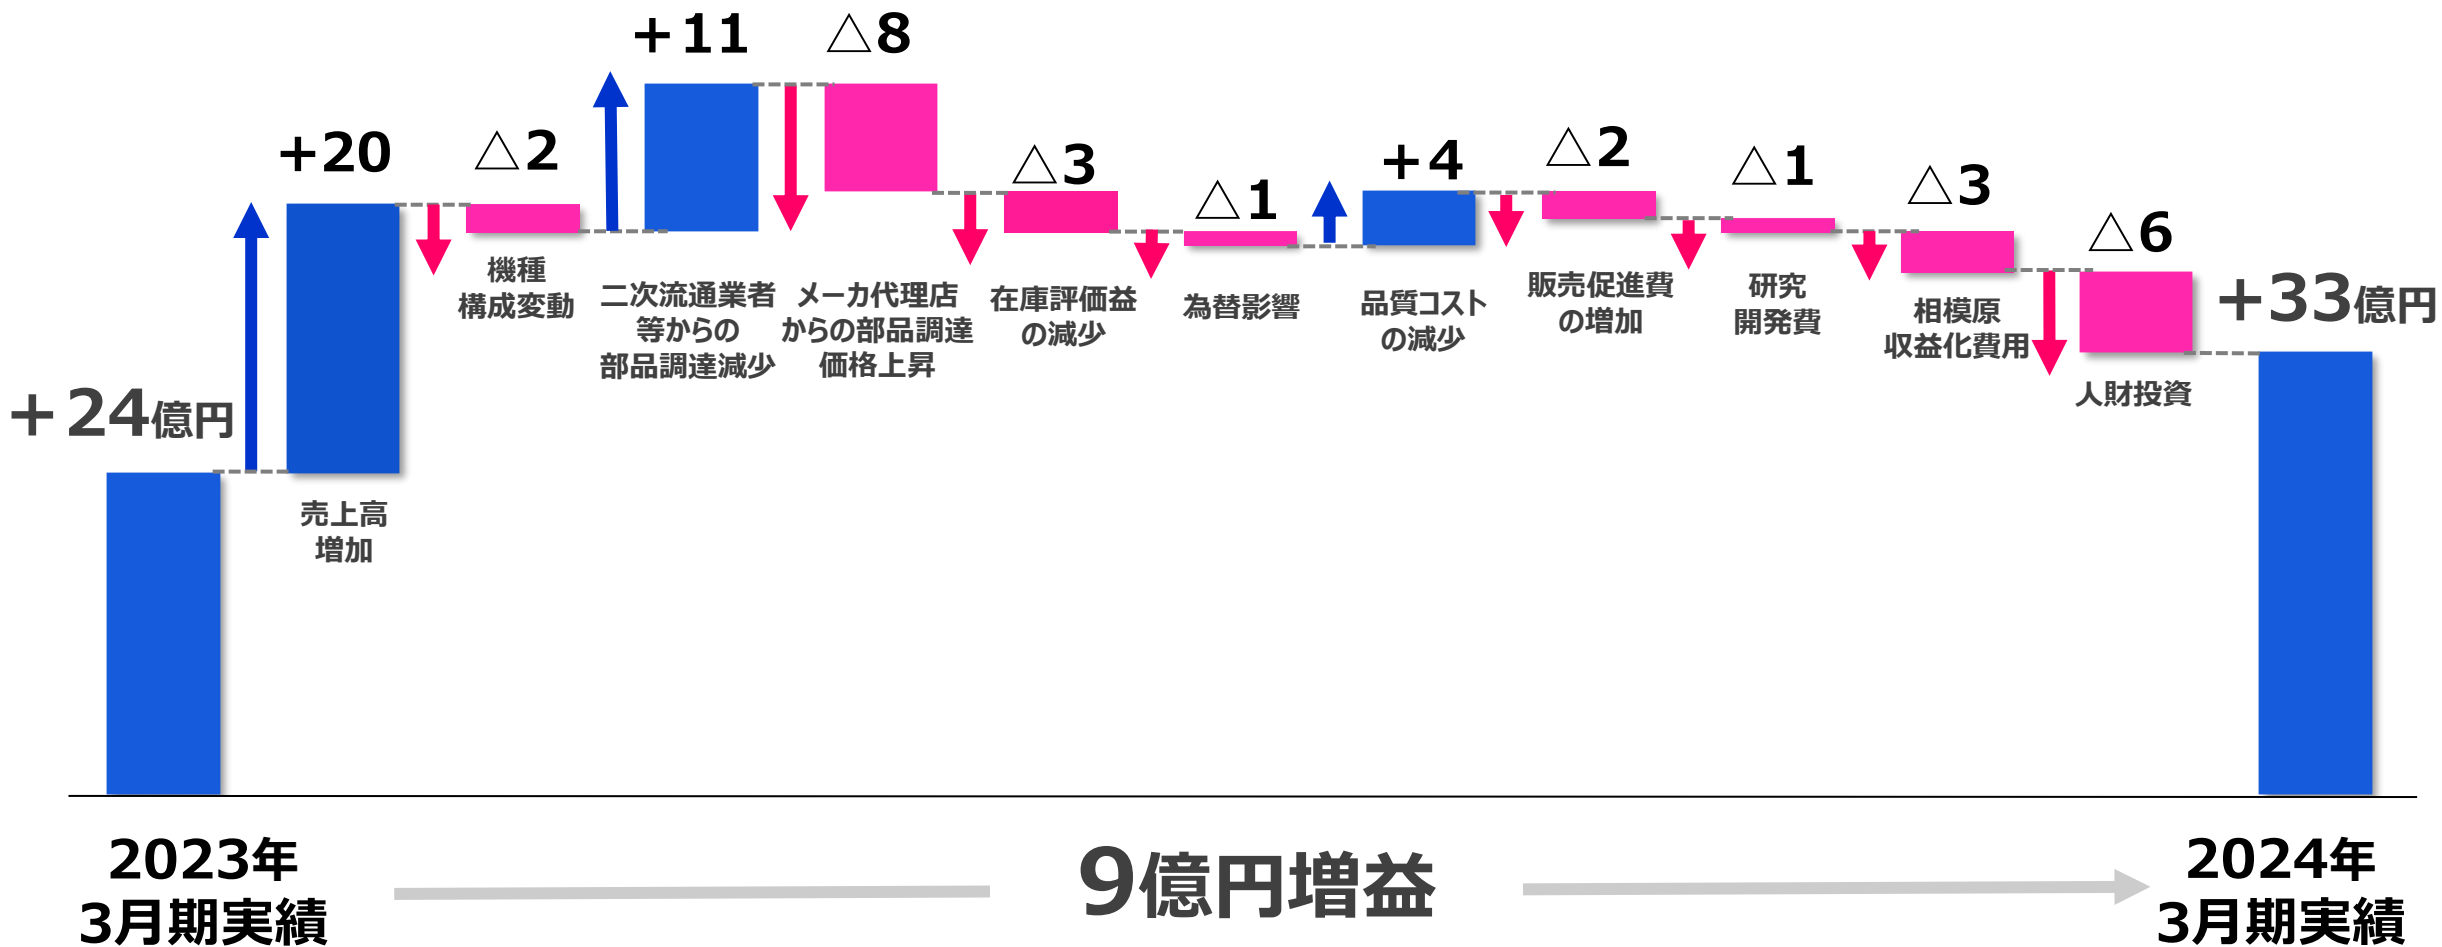 +24億円
+20
売上高
増加
△2
機種
構成変動
+11
二次流通業者
等からの
部品調達減少
△8
メーカ代理店
からの部品調達
価格上昇
△3
在庫評価益
の減少
△1
為替影響
+4
品質コスト
の減少
△2
販売促進費
の増加
△1
研究
開発費
△3
相模原
収益化費用
△6
人財投資
+33億円
2023年
3月期実績
9億円増益
2024年
3月期実績